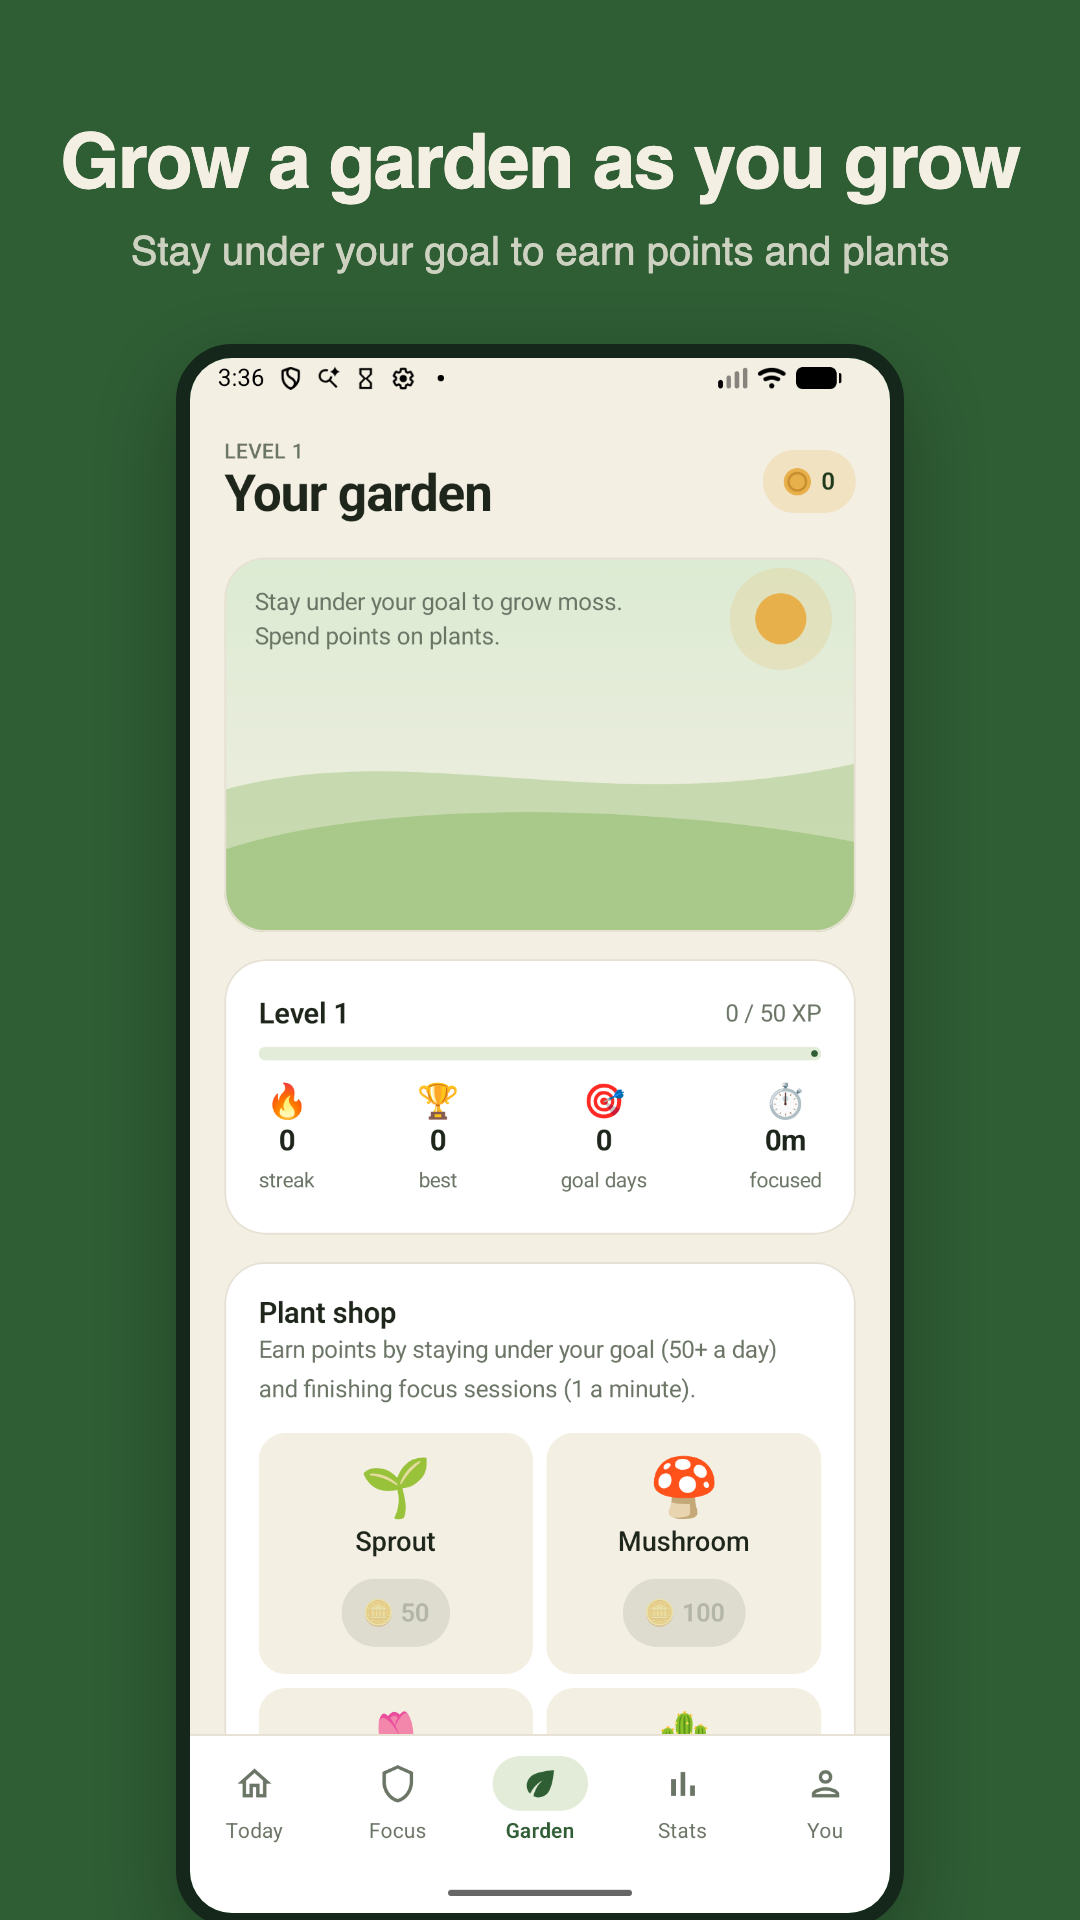 Grow a garden as you grow
Stay under your goal to earn points and plants
3:36
LEVEL 1
Your garden
0
Stay under your goal to grow moss.
Spend points on plants.
Level 1
0 / 50 XP
0
0
0
0m
streak
best
goal days
focused
Plant shop
Earn points by staying under your goal (50+ a day)
and finishing focus sessions (1 a minute).
Sprout
Mushroom
50
100
Today
Focus
Garden
Stats
You